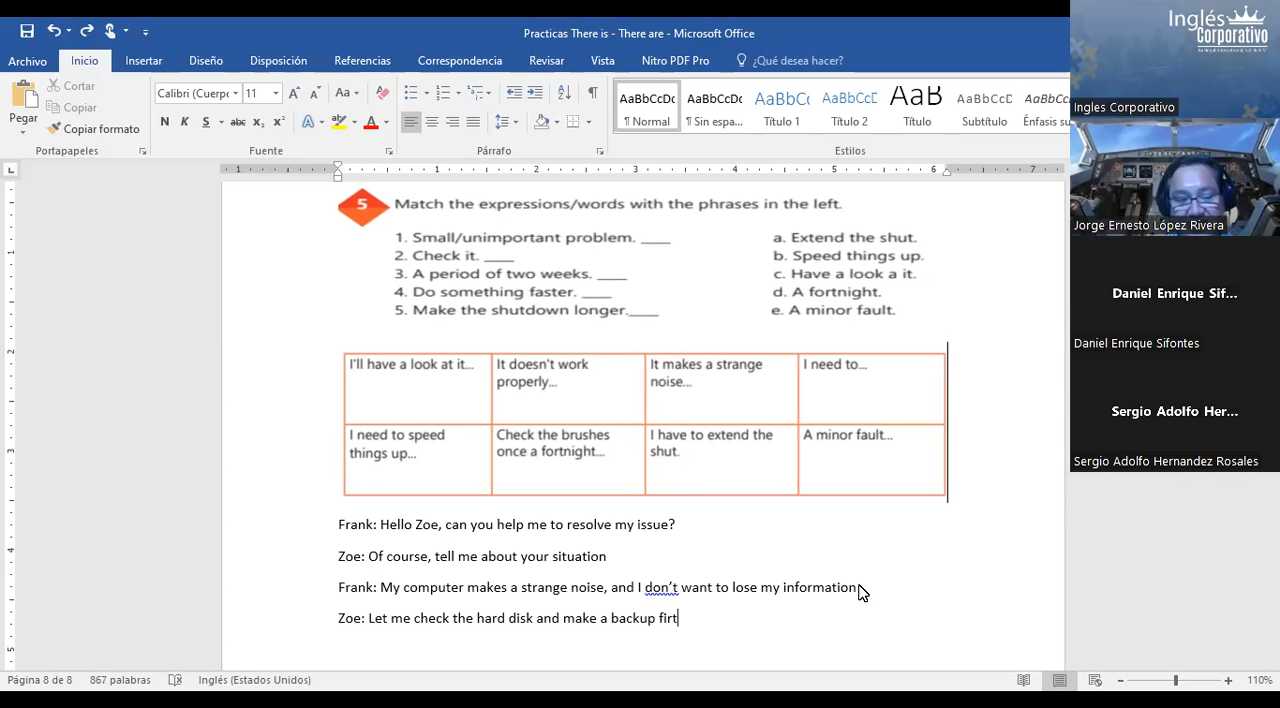 Practicas There is - There are - Microsoft Office
Archivo Inicio Insertar Diseño Disposición Referencias Correspondencia Revisar Vista Nitro PDF Pro ¿Qué desea hacer?
Pegar
Cortar
Copiar
Copiar formato
Portapapeles
Calibri (Cuerpo 11
Fuente
Párrafo
AaBbCcDc AaBbCcDc AaBbCc AaBbCcD AaB AaBbCcD AaBbCcDc
¶ Normal ¶ Sin espa... Título 1 Título 2 Título Subtítulo Énfasis su
Estilos
1 1 2 3 4 5 6 7
5 Match the expressions/words with the phrases in the left.
1. Small/unimportant problem. ____ a. Extend the shut.
2. Check it. ____ b. Speed things up.
3. A period of two weeks. ____ c. Have a look a it.
4. Do something faster. ____ d. A fortnight.
5. Make the shutdown longer.____ e. A minor fault.
I'll have a look at it...
It doesn't work
properly...
It makes a strange
noise...
I need to...
I need to speed
things up...
Check the brushes
once a fortnight...
I have to extend the
shut.
A minor fault...
Frank: Hello Zoe, can you help me to resolve my issue?
Zoe: Of course, tell me about your situation
Frank: My computer makes a strange noise, and I don't want to lose my information
Zoe: Let me check the hard disk and make a backup firt
Página 8 de 8 867 palabras Inglés (Estados Unidos) 110%
Inglés
Corporativo
Ingles Corporativo
Jorge Ernesto López Rivera
Daniel Enrique Sif...
Daniel Enrique Sifontes
Sergio Adolfo Her...
Sergio Adolfo Hernandez Rosales